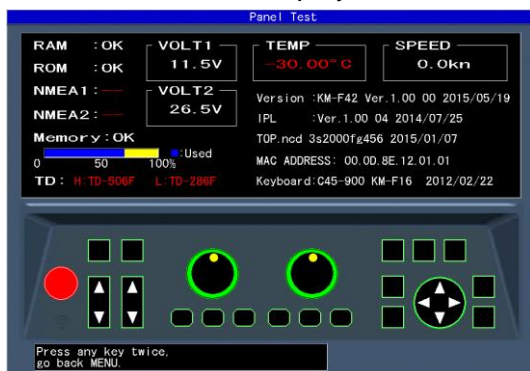 Panel Test
RAM :OK
ROM :OK
NMEA1:--
NMEA2:--
Memory:OK
0 50 100% :Used
TD: H:TD-506F L:TD-286F
VOLT1
11.5V
VOLT2
26.5V
TEMP
-30.00°C
SPEED
0.0kn
Version :KM-F42 Ver.1.00 00 2015/05/19
IPL :Ver.1.00 04 2014/07/25
TOP.ncd 3s2000fg456 2015/01/07
MAC ADDRESS: 00.0D.8E.12.01.01
Keyboard:C45-900 KM-F16 2012/02/22
Press any key twice,
go back MENU.